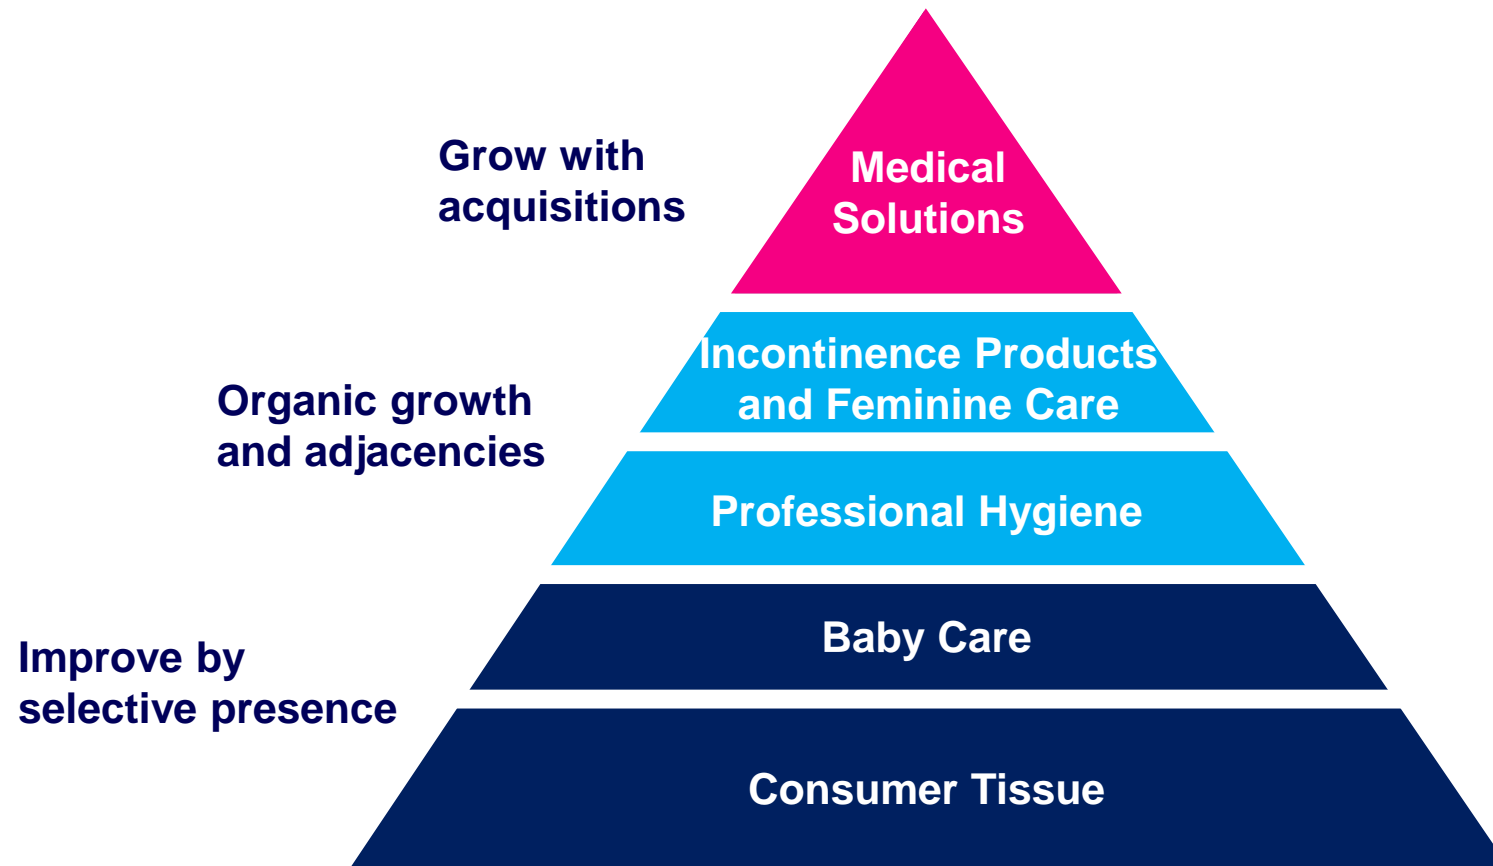 Grow with
acquisitions
Medical
Solutions
Organic growth
and adjacencies
Incontinence Products
and Feminine Care
Professional Hygiene
Improve by
selective presence
Baby Care
Consumer Tissue